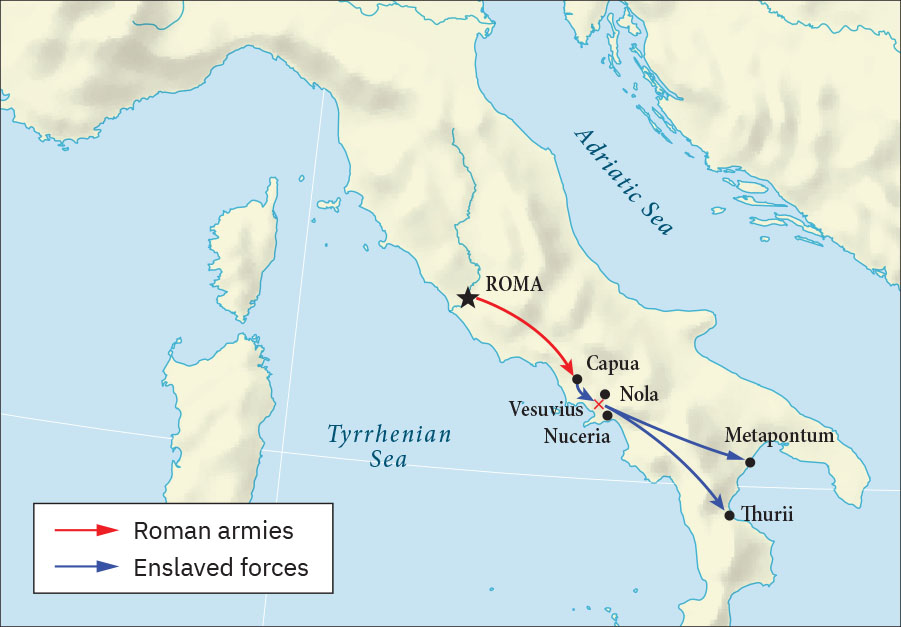 Adriatic Sea
ROMA
Capua
Nola
Vesuvius
Nuceria
Metapontum
Tyrrhenian
Sea
Thurii
Roman armies
Enslaved forces